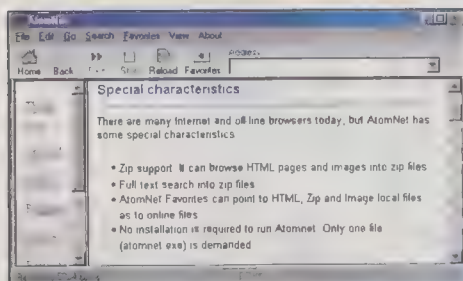 AtomNet
File Edit Go Search Favorites View About
Home Back Stop Reload Favorites
Special characteristics
There are many Internet and off line browsers today, but AtomNet has
some special characteristics
• Zip support. It can browse HTML pages and images into zip files
• Full text search into zip files
• AtomNet Favorites can point to HTML, Zip and Image local files
as to online files
• No installation is required to run Atomnet. Only one file
(atomnet exe) is demanded